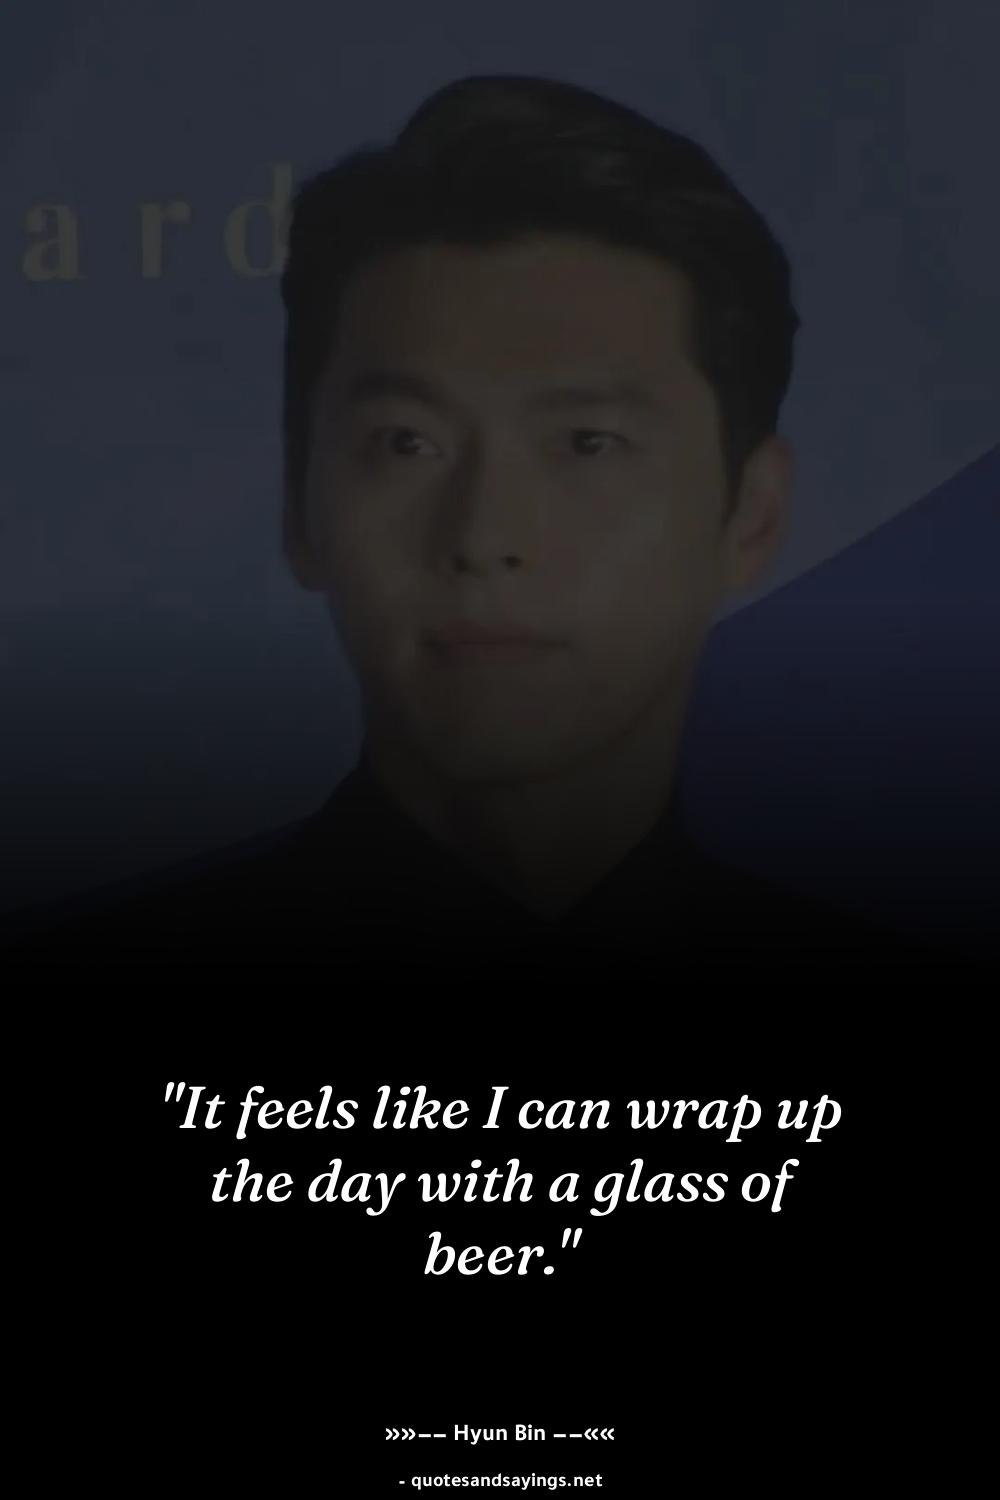 ard
"It feels like I can wrap up
the day with a glass of
beer."
»»–– Hyun Bin ––««
- quotesandsayings.net